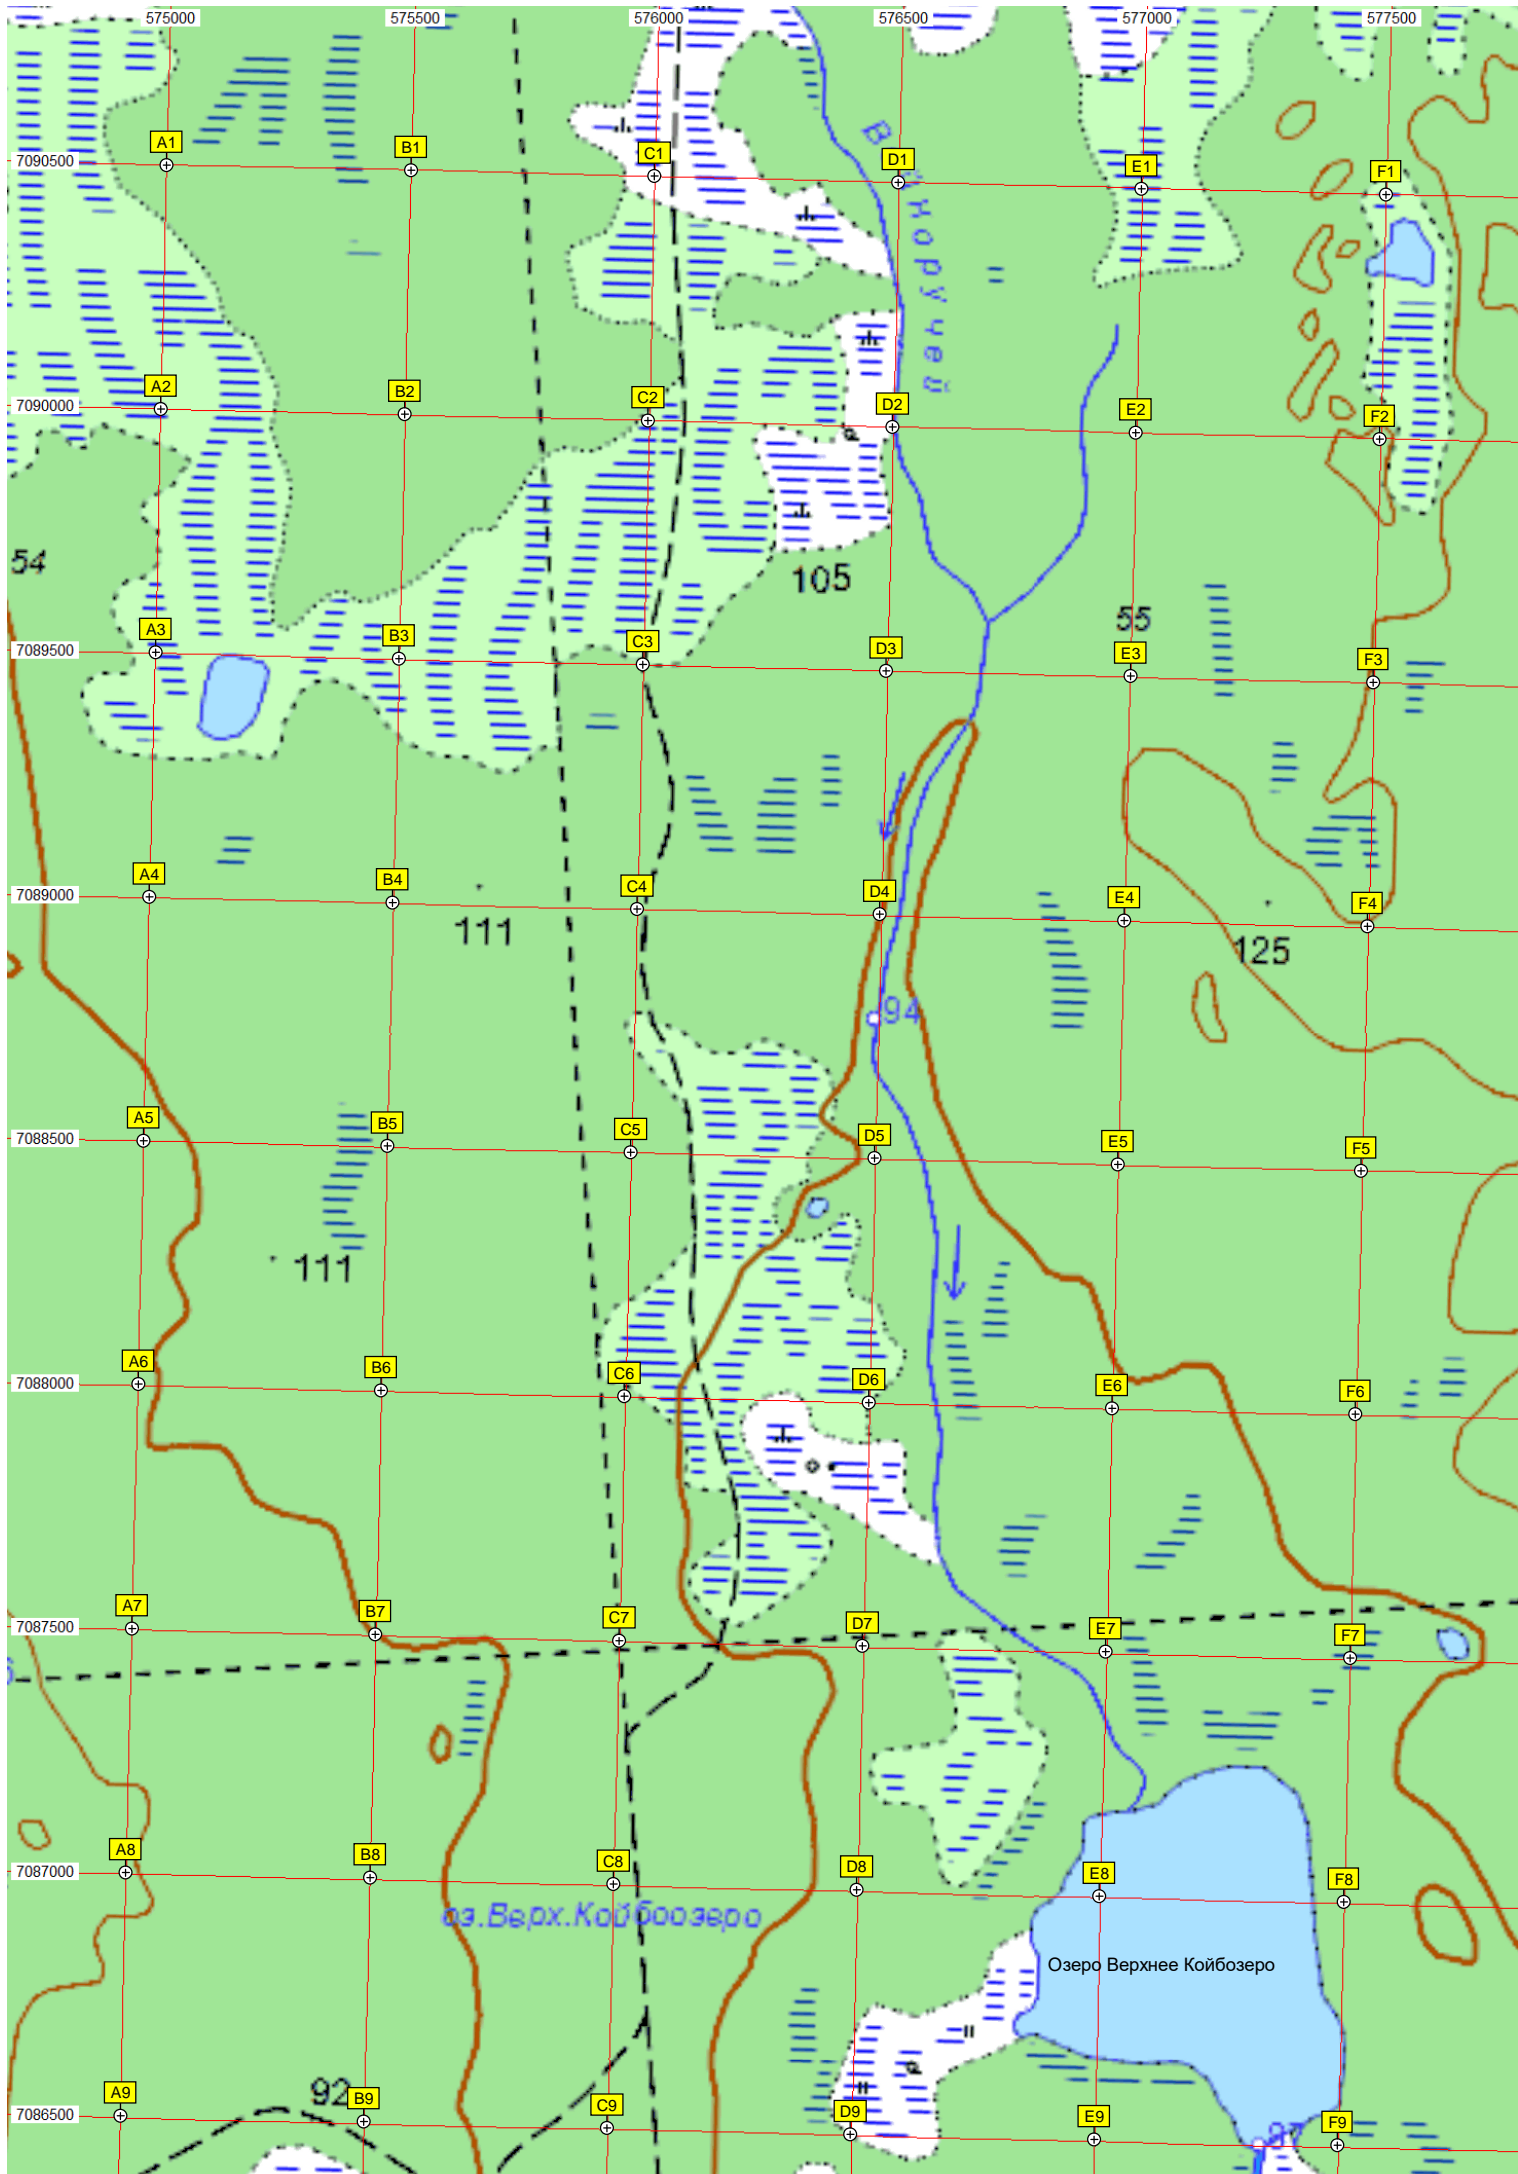 575000 575500 576000 576500 577000 577500
7090500 A1 B1 C1 D1 E1 F1
ручей
7090000 A2 B2 C2 D2 E2 F2
54
105
55
7089500 A3 B3 C3 D3 E3 F3
7089000 A4 B4 C4 D4 E4 F4
111
125
94
7088500 A5 B5 C5 D5 E5 F5
111
7088000 A6 B6 C6 D6 E6 F6
7087500 A7 B7 C7 D7 E7 F7
7087000 A8 B8 C8 D8 E8 F8
оз.Верх.Койбоозеро
Озеро Верхнее Койбозеро
92
7086500 A9 B9 C9 D9 E9 F9